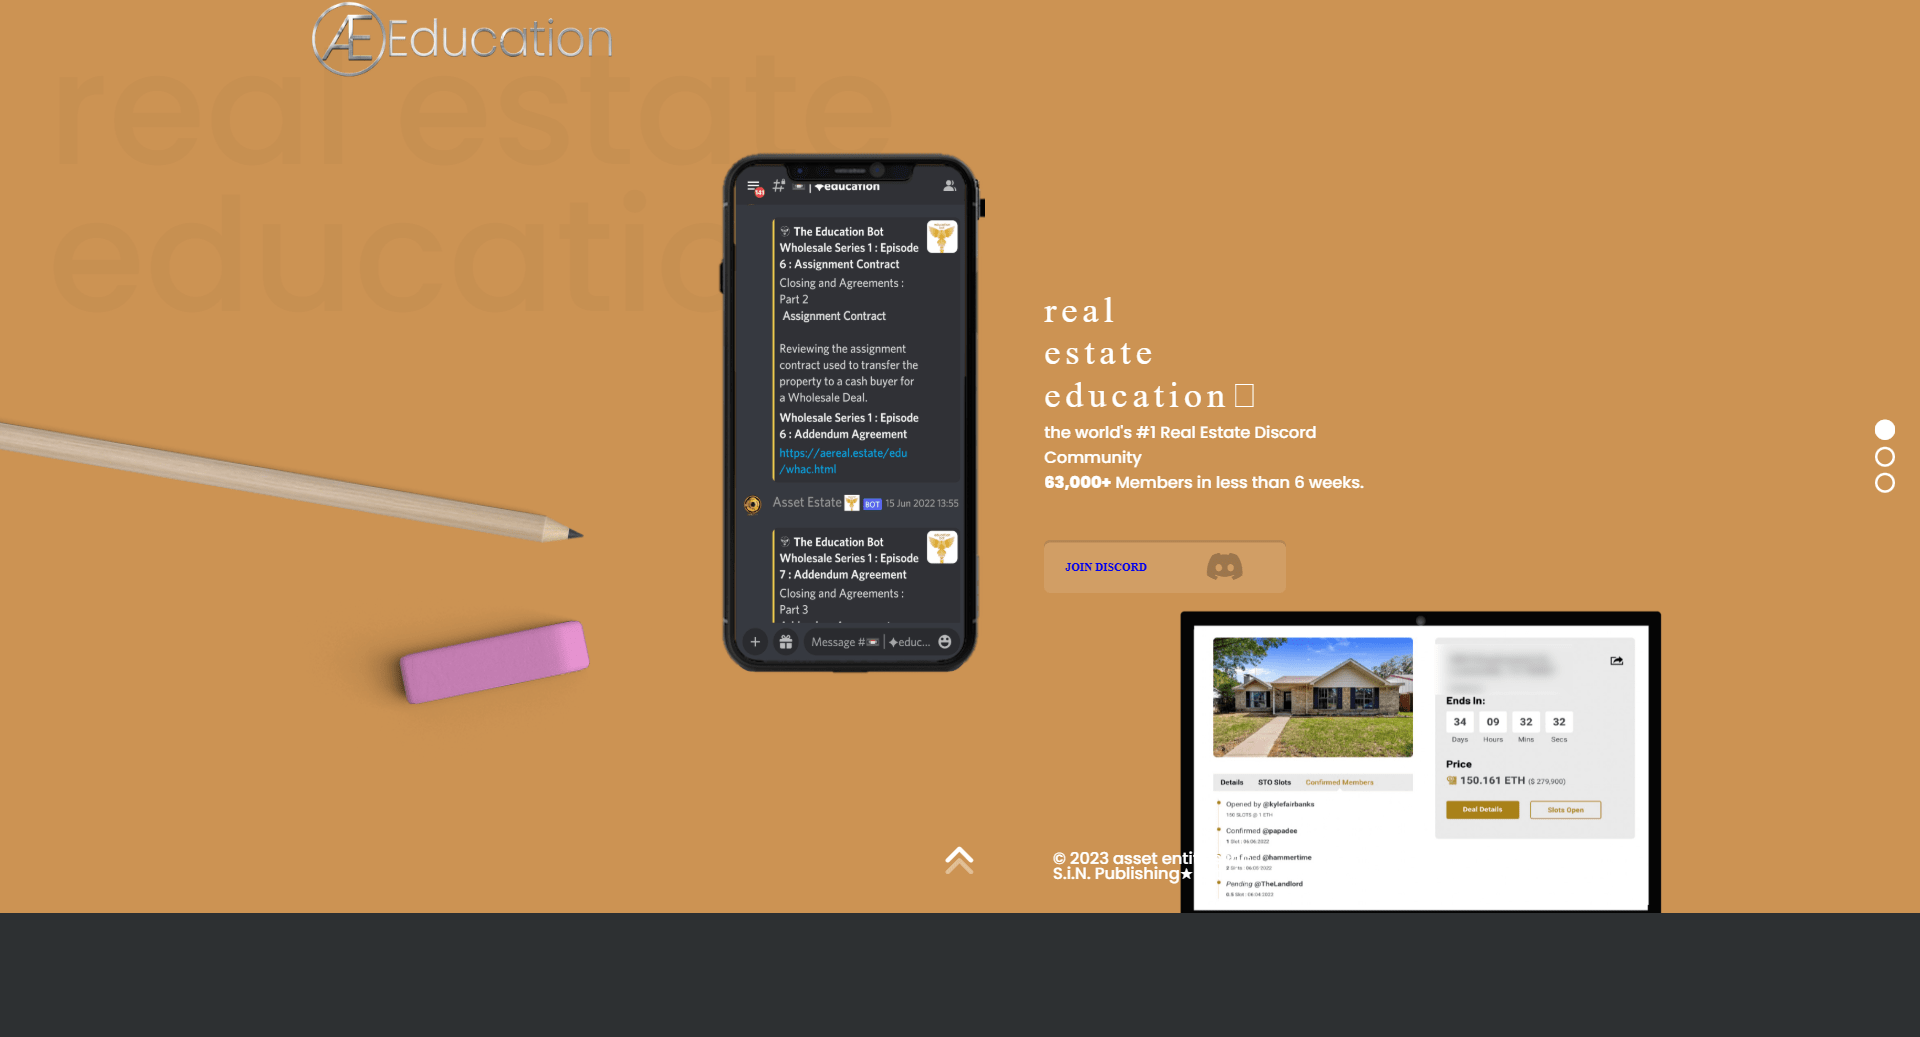 Æ Education
real estate
educatio
# | ✦education
141
The Education Bot
Wholesale Series 1 : Episode
6 : Assignment Contract
Closing and Agreements :
Part 2
Assignment Contract
Reviewing the assignment
contract used to transfer the
property to a cash buyer for
a Wholesale Deal.
Wholesale Series 1 : Episode
6 : Addendum Agreement
https://aereal.estate/edu
/whac.html
Asset Estate BOT 15 Jun 2022 13:55
The Education Bot
Wholesale Series 1 : Episode
7 : Addendum Agreement
Closing and Agreements :
Part 3
Message # | ✦educ...
real
estate
education
the world's #1 Real Estate Discord
Community
63,000+ Members in less than 6 weeks.
JOIN DISCORD
Ends In:
34 09 32 32
Days Hours Mins Secs
Price
150.161 ETH ($ 279,900)
Deal Details Slots Open
Details STO Slots Confirmed Members
Opened by @kylefairbanks
150 SLOTS @ 1 ETH
Confirmed @papadee
1 Slot : 06.06.2022
@hammertime
Pending @TheLandlord
© 2023 asset enti
S.i.N. Publishing★